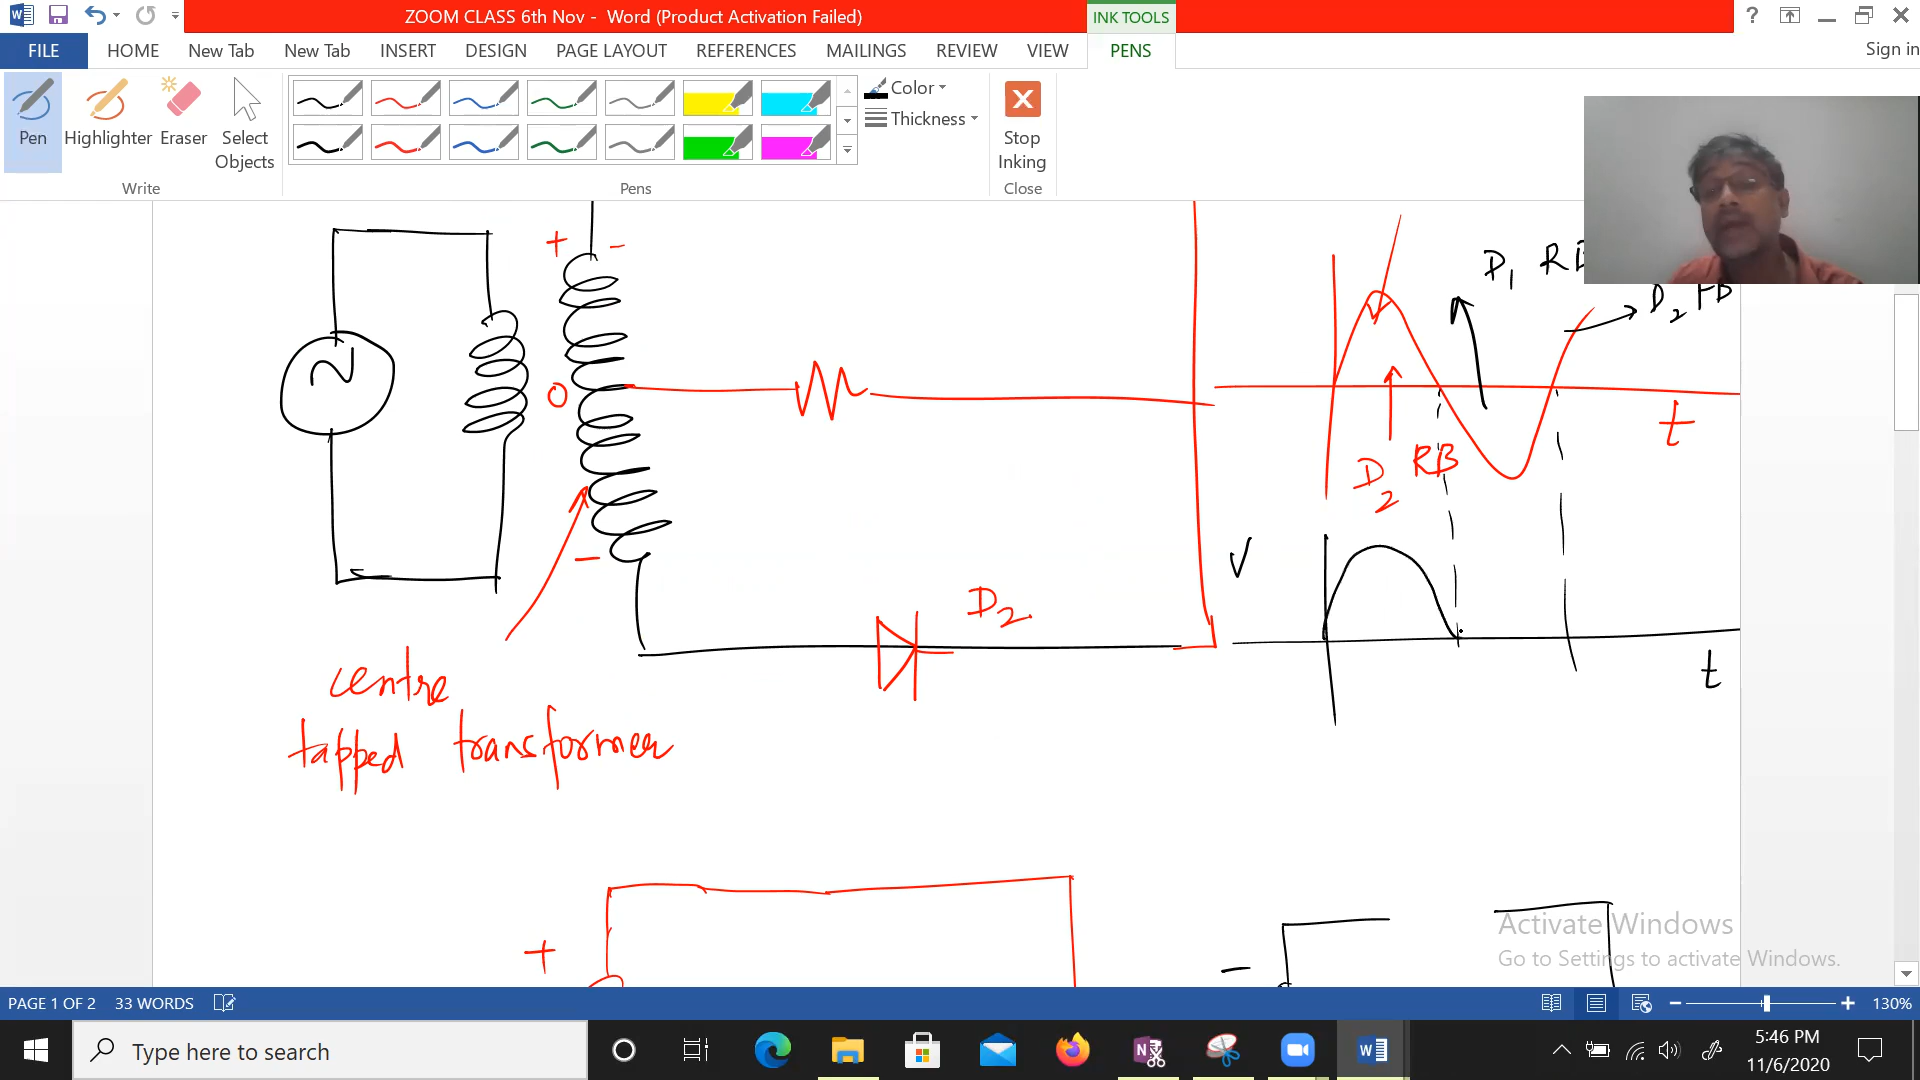 ZOOM CLASS 6th Nov - Word (Product Activation Failed)
INK TOOLS
?
FILE
HOME
New Tab
New Tab
INSERT
DESIGN
PAGE LAYOUT
REFERENCES
MAILINGS
REVIEW
VIEW
PENS
Sign in
Pen
Highlighter
Eraser
Select
Objects
Color
Thickness
Stop
Inking
Write
Pens
Close
+ -
D1 R
D2 FB
0
t
D2 RB
V
-
D2
t
centre
tapped transformer
+
-
Activate Windows
Go to Settings to activate Windows.
PAGE 1 OF 2
33 WORDS
130%
Type here to search
5:46 PM
11/6/2020